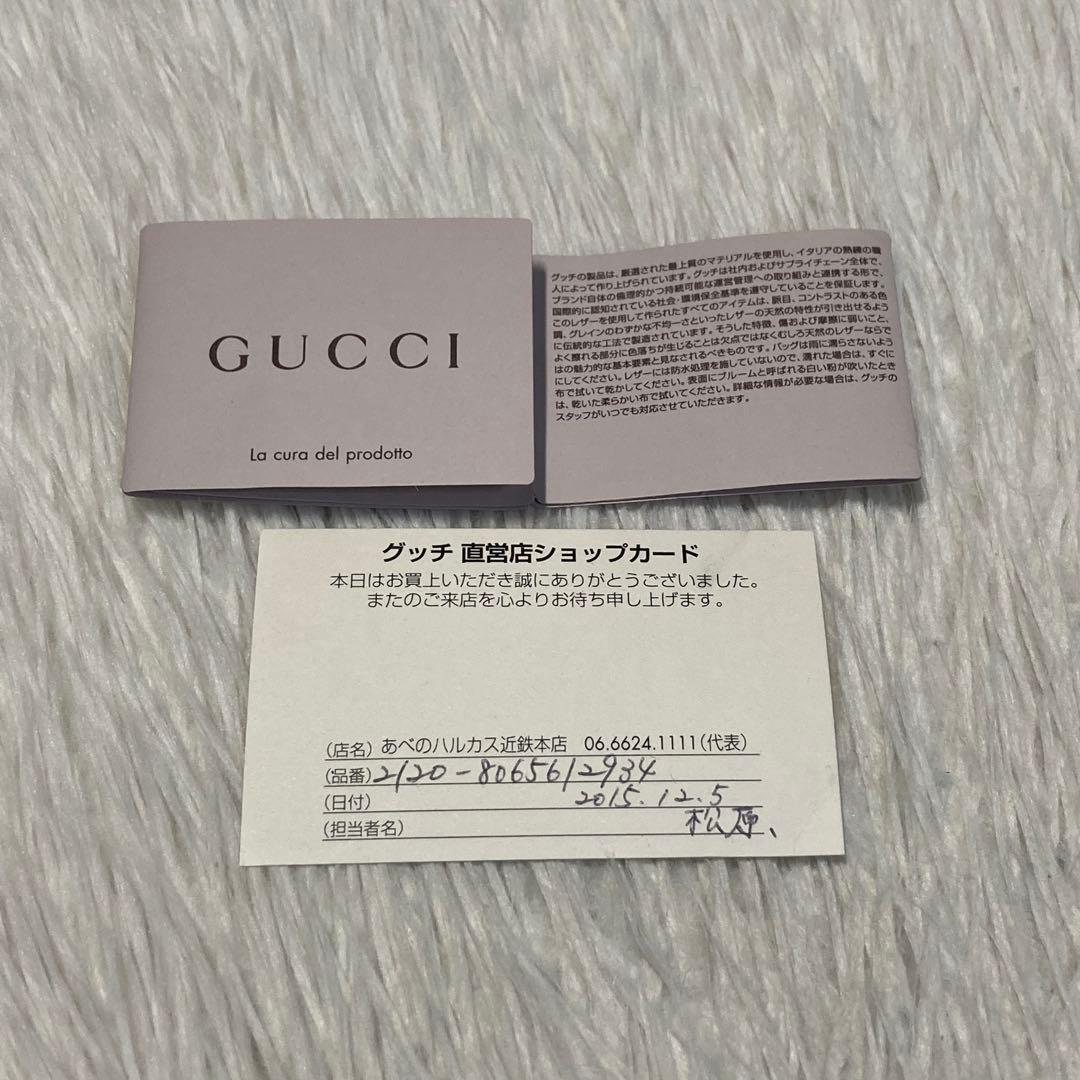 GUCCI
La cura del prodotto
グッチの製品は、厳選された最上質のマテリアルを使用し、イタリアの熟練の職
人によって作り上げられています。グッチは社内およびサプライチェーン全体で、
ブランド自体の倫理的かつ持続可能な運営管理への取り組みと連携する形で、
国際的に認知されている社会・環境保全基準を遵守していることを保証します。
このレザーを使用して作られたすべてのアイテムは、脈目、コントラストのある色
調、グレインのわずかな不均一さといったレザーの天然の特性が引き出せるよう
に伝統的な工法で製造されています。そうした特徴、傷および摩擦に弱いこと、
よく擦れる部分に色落ちが生じることは欠点ではなくむしろ天然のレザーならで
はの魅力的な基本要素と見なされるべきものです。バッグは雨に濡らさないよう
にしてください。レザーには防水処理を施していないので、濡れた場合は、すぐに
布で拭いて乾かしてください。表面にブルームと呼ばれる白い粉が吹いたとき
は、乾いた柔らかい布で拭いてください。詳細な情報が必要な場合は、グッチの
スタッフがいつでも対応させていただきます。
グッチ 直営店ショップカード
本日はお買上いただき誠にありがとうございました。
またのご来店を心よりお待ち申し上げます。
(店名) あべのハルカス近鉄本店 06.6624.1111(代表)
(品番) 2120-8065612934
(日付) 2015.12.5
(担当者名) 松原、